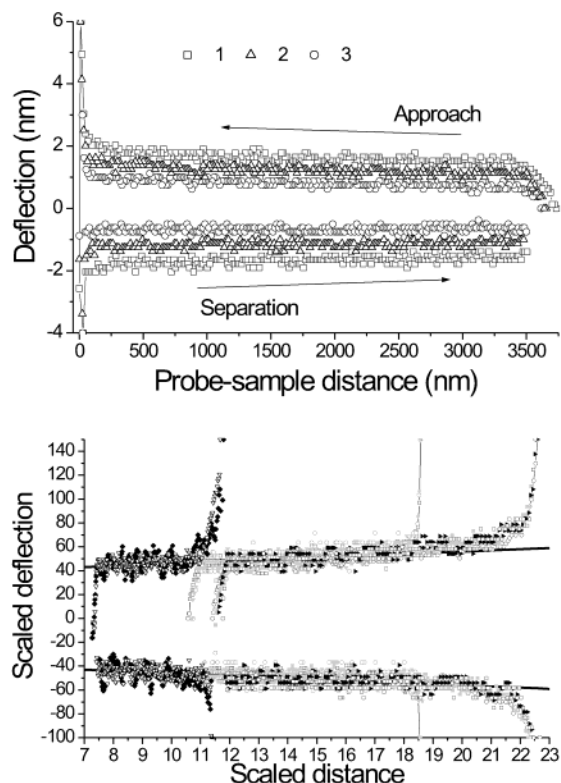 6
4
2
0
-2
-4
Deflection (nm)
1 2 3
Approach
Separation
0 500 1000 1500 2000 2500 3000 3500
Probe-sample distance (nm)
140
120
100
80
60
40
20
0
-20
-40
-60
-80
-100
Scaled deflection
7 8 9 10 11 12 13 14 15 16 17 18 19 20 21 22 23
Scaled distance